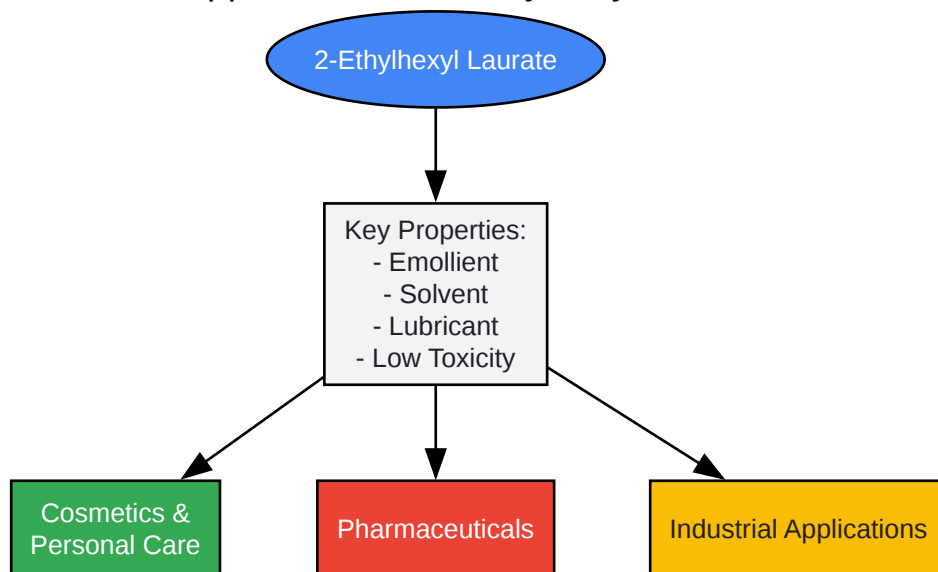 2-Ethylhexyl Laurate
Key Properties:
- Emollient
- Solvent
- Lubricant
- Low Toxicity
Cosmetics &
Personal Care
Pharmaceuticals
Industrial Applications